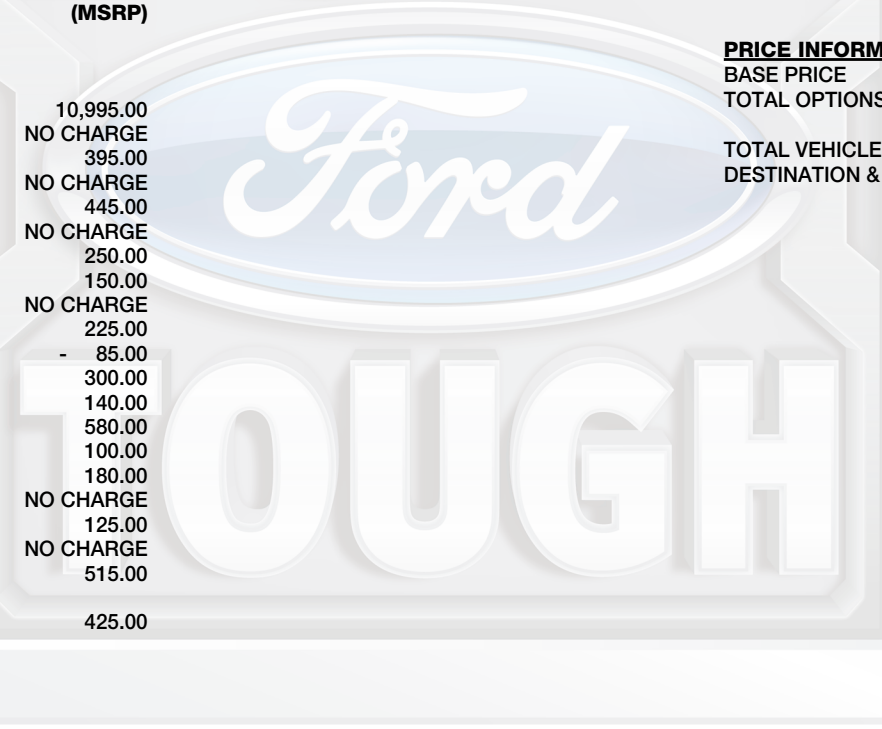 (MSRP)
10,995.00
NO CHARGE
395.00
NO CHARGE
445.00
NO CHARGE
250.00
150.00
NO CHARGE
225.00
- 85.00
300.00
140.00
580.00
100.00
180.00
NO CHARGE
125.00
NO CHARGE
515.00
425.00
PRICE INFORM
BASE PRICE
TOTAL OPTIONS
TOTAL VEHICLE
DESTINATION &
Ford
TOUGH